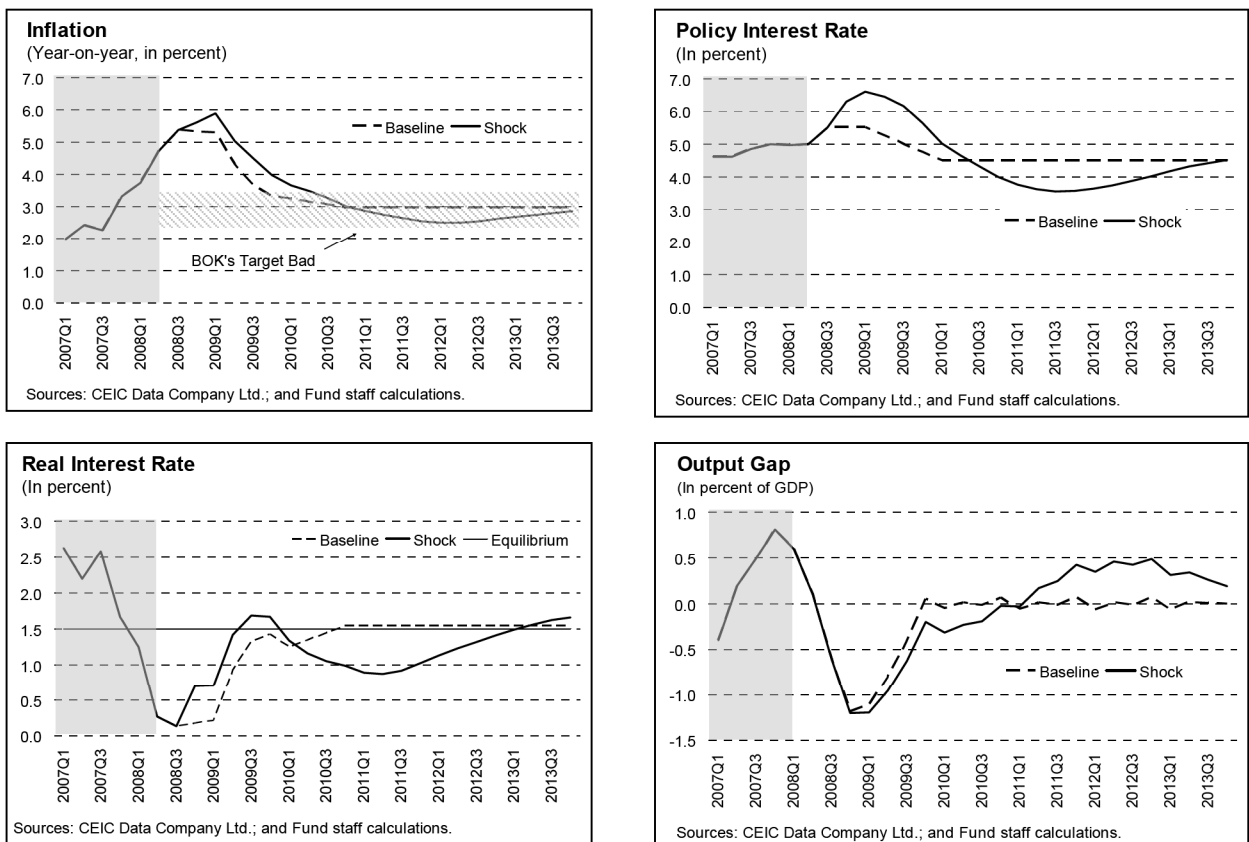 Inflation
(Year-on-year, in percent)
7.0
6.0
5.0
4.0
3.0
2.0
1.0
0.0
Baseline Shock
BOK's Target Bad
2007Q1
2007Q3
2008Q1
2008Q3
2009Q1
2009Q3
2010Q1
2010Q3
2011Q1
2011Q3
2012Q1
2012Q3
2013Q1
2013Q3
Sources: CEIC Data Company Ltd.; and Fund staff calculations.
Policy Interest Rate
(In percent)
7.0
6.0
5.0
4.0
3.0
2.0
1.0
0.0
Baseline Shock
2007Q1
2007Q3
2008Q1
2008Q3
2009Q1
2009Q3
2010Q1
2010Q3
2011Q1
2011Q3
2012Q1
2012Q3
2013Q1
2013Q3
Sources: CEIC Data Company Ltd.; and Fund staff calculations.
Real Interest Rate
(In percent)
3.0
2.5
2.0
1.5
1.0
0.5
0.0
Baseline Shock Equilibrium
2007Q1
2007Q3
2008Q1
2008Q3
2009Q1
2009Q3
2010Q1
2010Q3
2011Q1
2011Q3
2012Q1
2012Q3
2013Q1
2013Q3
Sources: CEIC Data Company Ltd.; and Fund staff calculations.
Output Gap
(In percent of GDP)
1.0
0.5
0.0
-0.5
-1.0
-1.5
Baseline Shock
2007Q1
2007Q3
2008Q1
2008Q3
2009Q1
2009Q3
2010Q1
2010Q3
2011Q1
2011Q3
2012Q1
2012Q3
2013Q1
2013Q3
Sources: CEIC Data Company Ltd.; and Fund staff calculations.